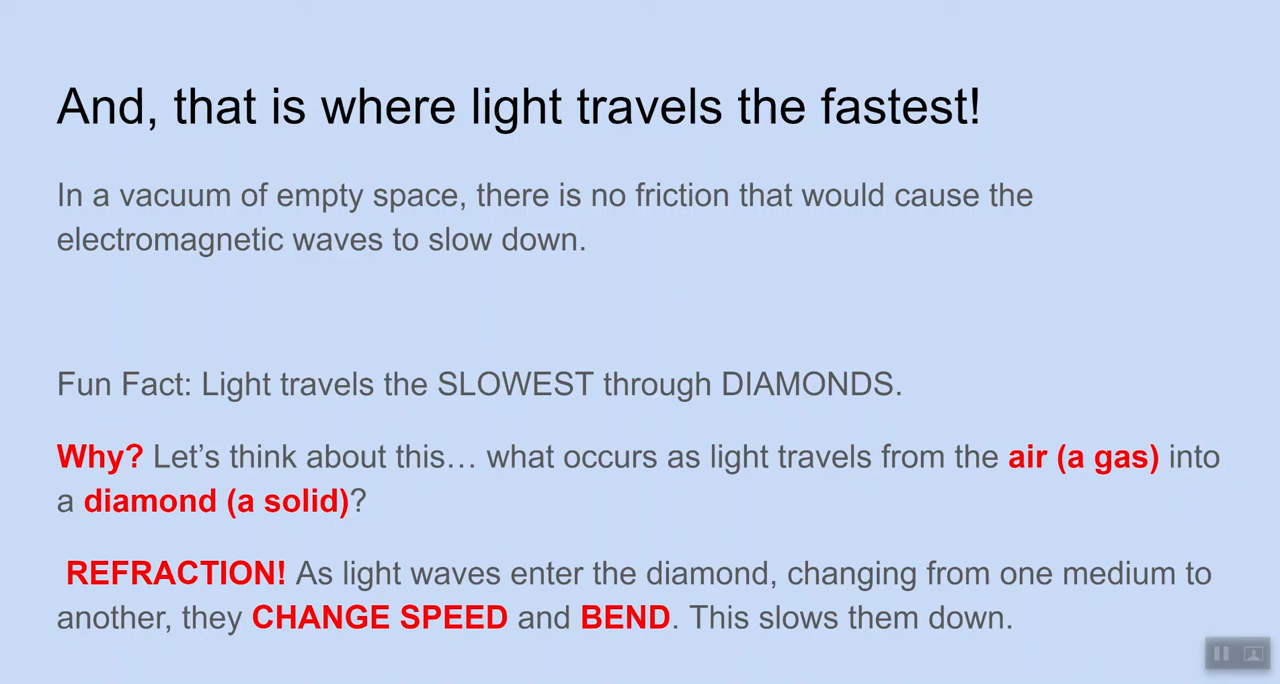 And, that is where light travels the fastest!
In a vacuum of empty space, there is no friction that would cause the
electromagnetic waves to slow down.
Fun Fact: Light travels the SLOWEST through DIAMONDS.
Why? Let’s think about this… what occurs as light travels from the air (a gas) into
a diamond (a solid)?
REFRACTION! As light waves enter the diamond, changing from one medium to
another, they CHANGE SPEED and BEND. This slows them down.